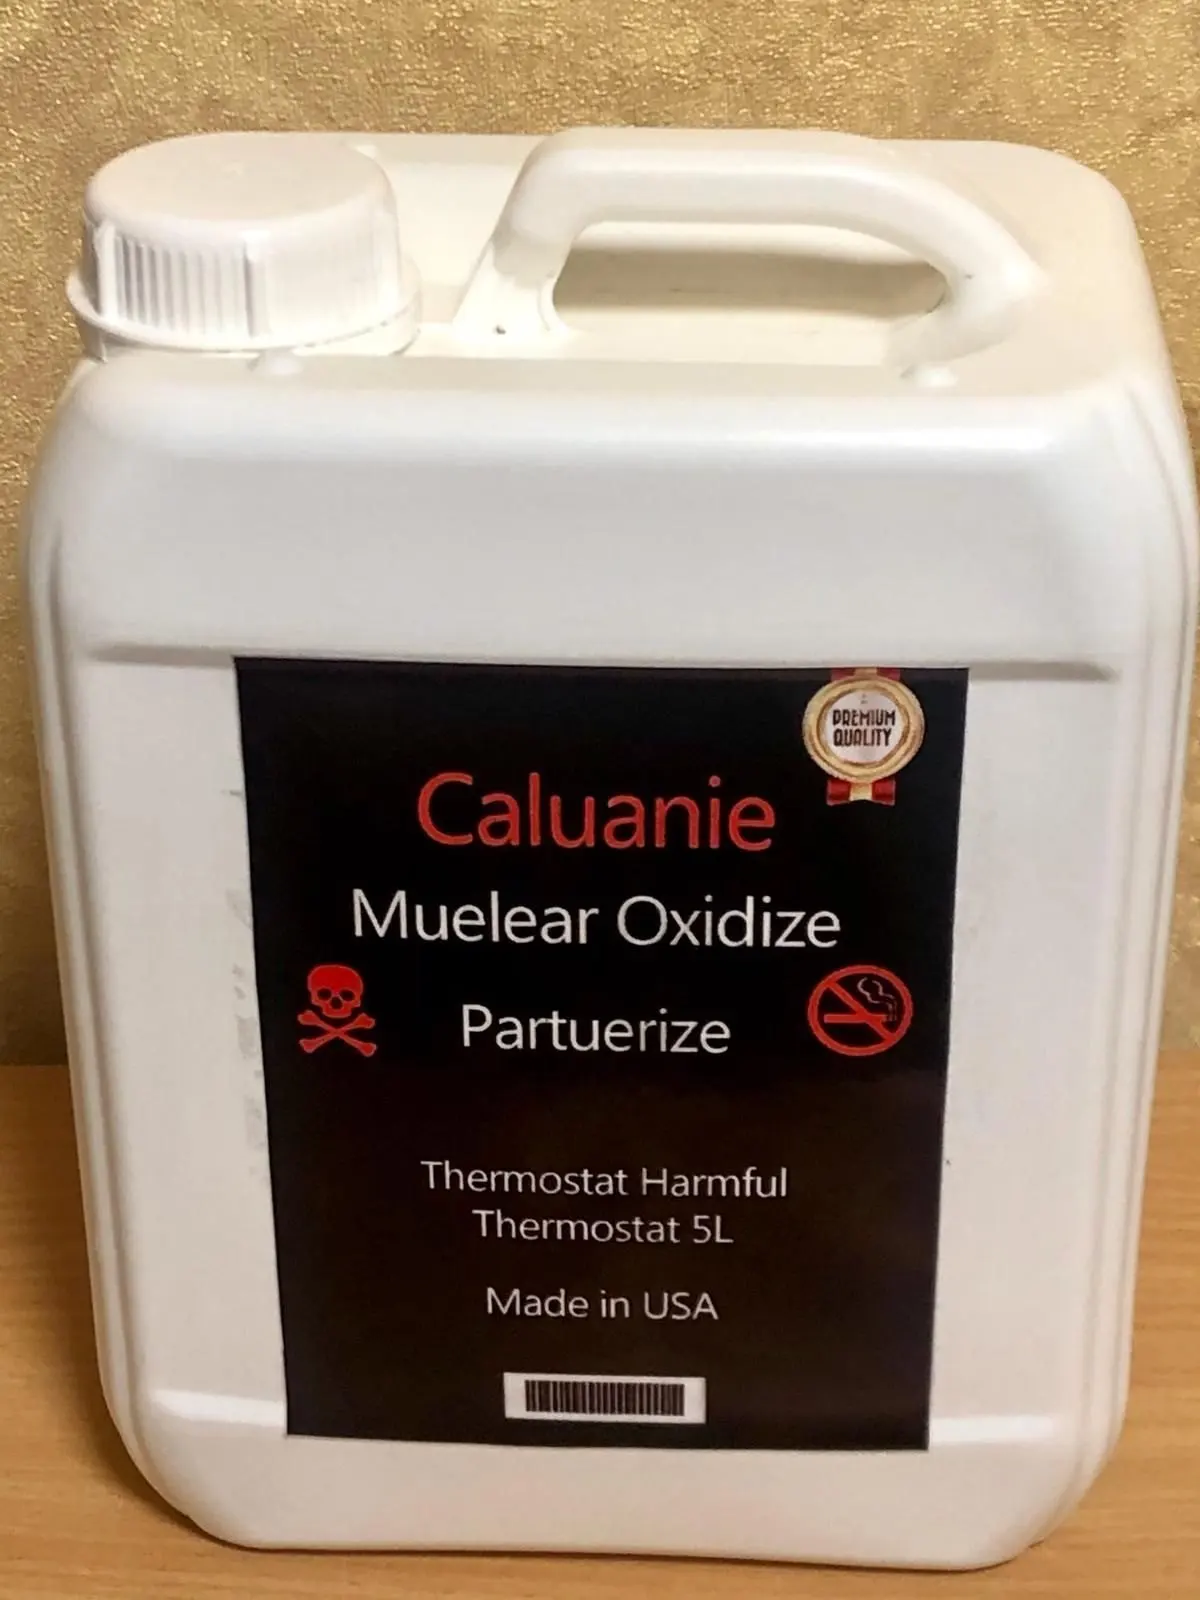 PREMIUM
QUALITY
Caluanie
Muelear Oxidize
Partuerize
Thermostat Harmful
Thermostat 5L
Made in USA